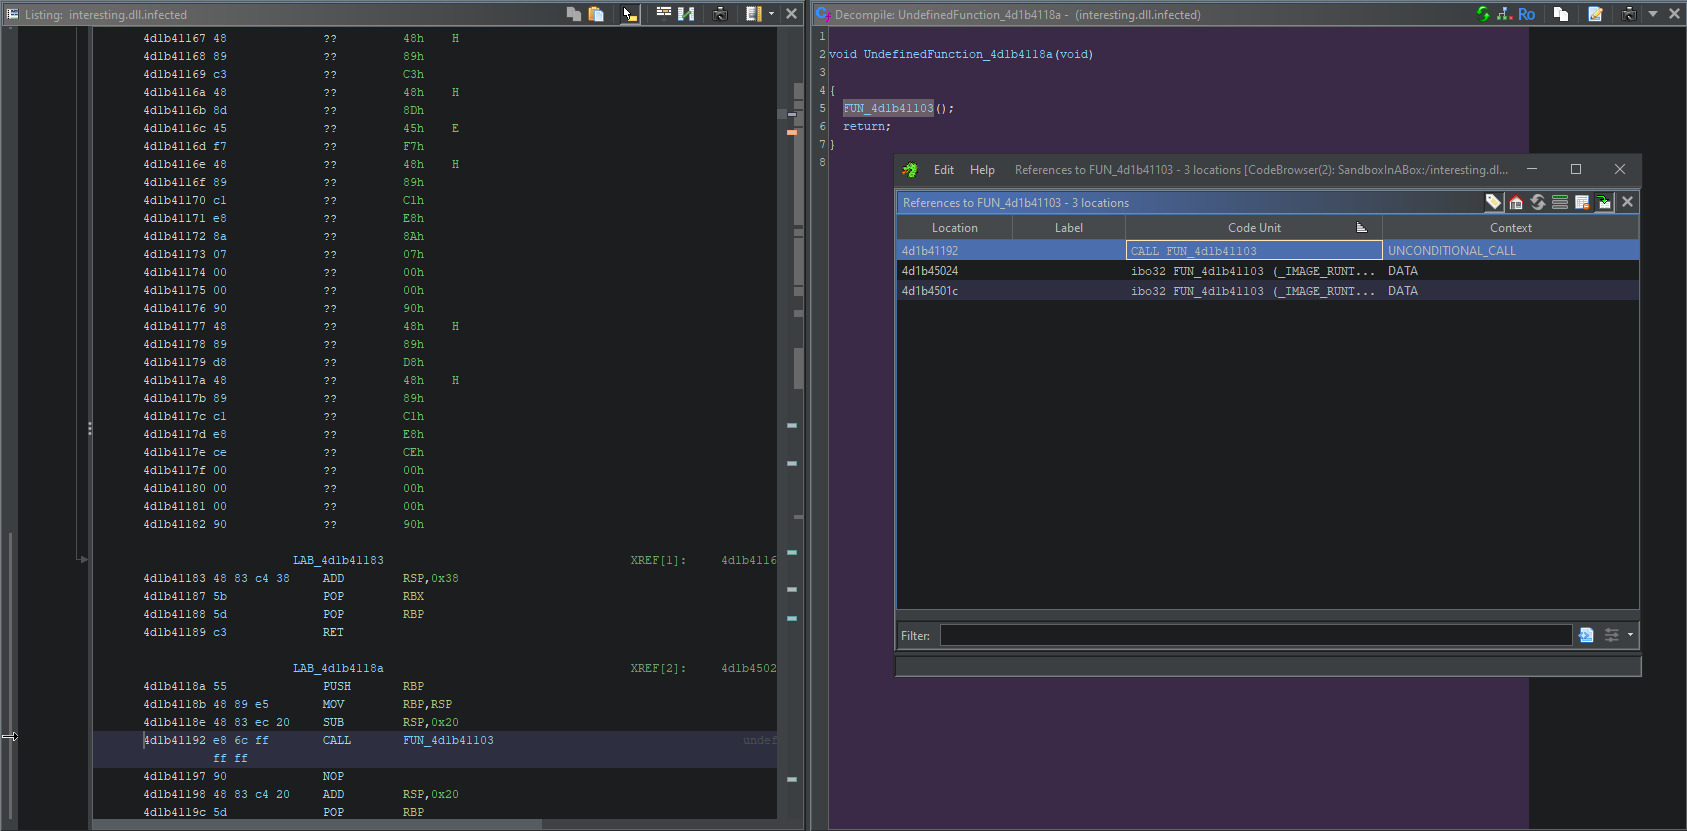 Listing: interesting.dll.infected
4d1b41167 48 ?? 48h H
4d1b41168 89 ?? 89h
4d1b41169 c3 ?? C3h
4d1b4116a 48 ?? 48h H
4d1b4116b 8d ?? 8Dh
4d1b4116c 45 ?? 45h E
4d1b4116d f7 ?? F7h
4d1b4116e 48 ?? 48h H
4d1b4116f 89 ?? 89h
4d1b41170 c1 ?? C1h
4d1b41171 e8 ?? E8h
4d1b41172 8a ?? 8Ah
4d1b41173 07 ?? 07h
4d1b41174 00 ?? 00h
4d1b41175 00 ?? 00h
4d1b41176 90 ?? 90h
4d1b41177 48 ?? 48h H
4d1b41178 89 ?? 89h
4d1b41179 d8 ?? D8h
4d1b4117a 48 ?? 48h H
4d1b4117b 89 ?? 89h
4d1b4117c c1 ?? C1h
4d1b4117d e8 ?? E8h
4d1b4117e ce ?? CEh
4d1b4117f 00 ?? 00h
4d1b41180 00 ?? 00h
4d1b41181 00 ?? 00h
4d1b41182 90 ?? 90h
LAB_4d1b41183 XREF[1]: 4d1b4116
4d1b41183 48 83 c4 38 ADD RSP,0x38
4d1b41187 5b POP RBX
4d1b41188 5d POP RBP
4d1b41189 c3 RET
LAB_4d1b4118a XREF[2]: 4d1b4502
4d1b4118a 55 PUSH RBP
4d1b4118b 48 89 e5 MOV RBP,RSP
4d1b4118e 48 83 ec 20 SUB RSP,0x20
4d1b41192 e8 6c ff CALL FUN_4d1b41103 undef
ff ff
4d1b41197 90 NOP
4d1b41198 48 83 c4 20 ADD RSP,0x20
4d1b4119c 5d POP RBP
Decompile: UndefinedFunction_4d1b4118a - (interesting.dll.infected)
Ro
1
2 void UndefinedFunction_4d1b4118a(void)
3
4 {
5 FUN_4d1b41103();
6 return;
7 }
8
Edit Help References to FUN_4d1b41103 - 3 locations [CodeBrowser(2): SandboxInABox:/interesting.dl...
References to FUN_4d1b41103 - 3 locations
Location Label Code Unit Context
4d1b41192 CALL FUN_4d1b41103 UNCONDITIONAL_CALL
4d1b45024 ibo32 FUN_4d1b41103 (_IMAGE_RUNT... DATA
4d1b4501c ibo32 FUN_4d1b41103 (_IMAGE_RUNT... DATA
Filter: